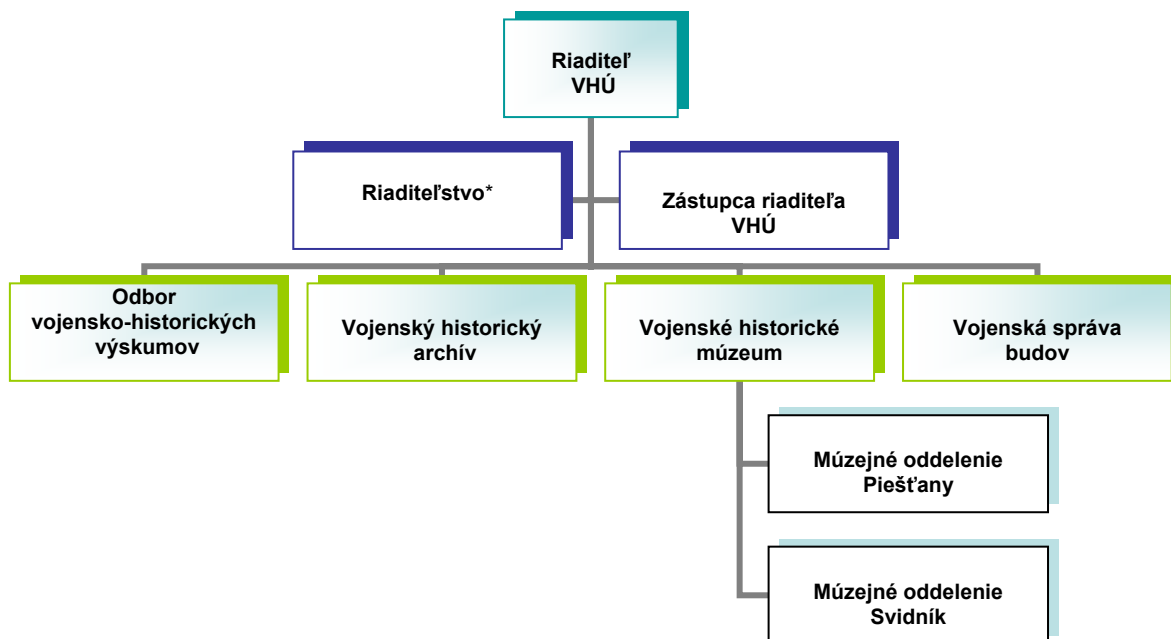 Riaditeľ
VHÚ
Riaditeľstvo*
Zástupca riaditeľa
VHÚ
Odbor
vojensko-historických
výskumov
Vojenský historický
archív
Vojenské historické
múzeum
Vojenská správa
budov
Múzejné oddelenie
Piešťany
Múzejné oddelenie
Svidník